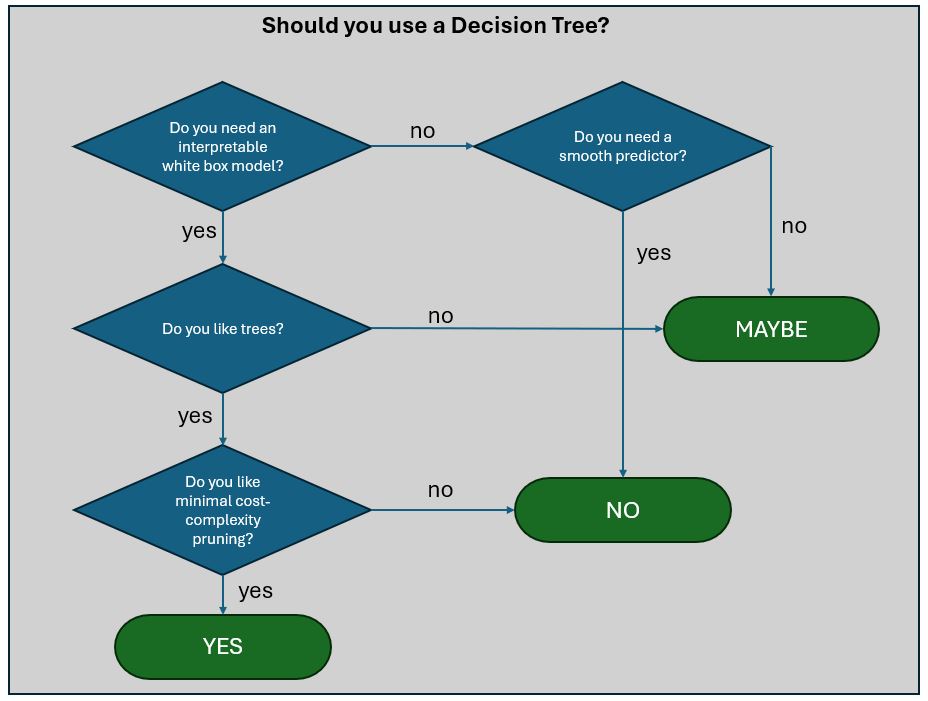 Should you use a Decision Tree?
Do you need an
interpretable
white box model?
no
Do you need a
smooth predictor?
yes
yes
no
Do you like trees?
no
MAYBE
yes
Do you like
minimal cost-
complexity
pruning?
no
NO
yes
YES